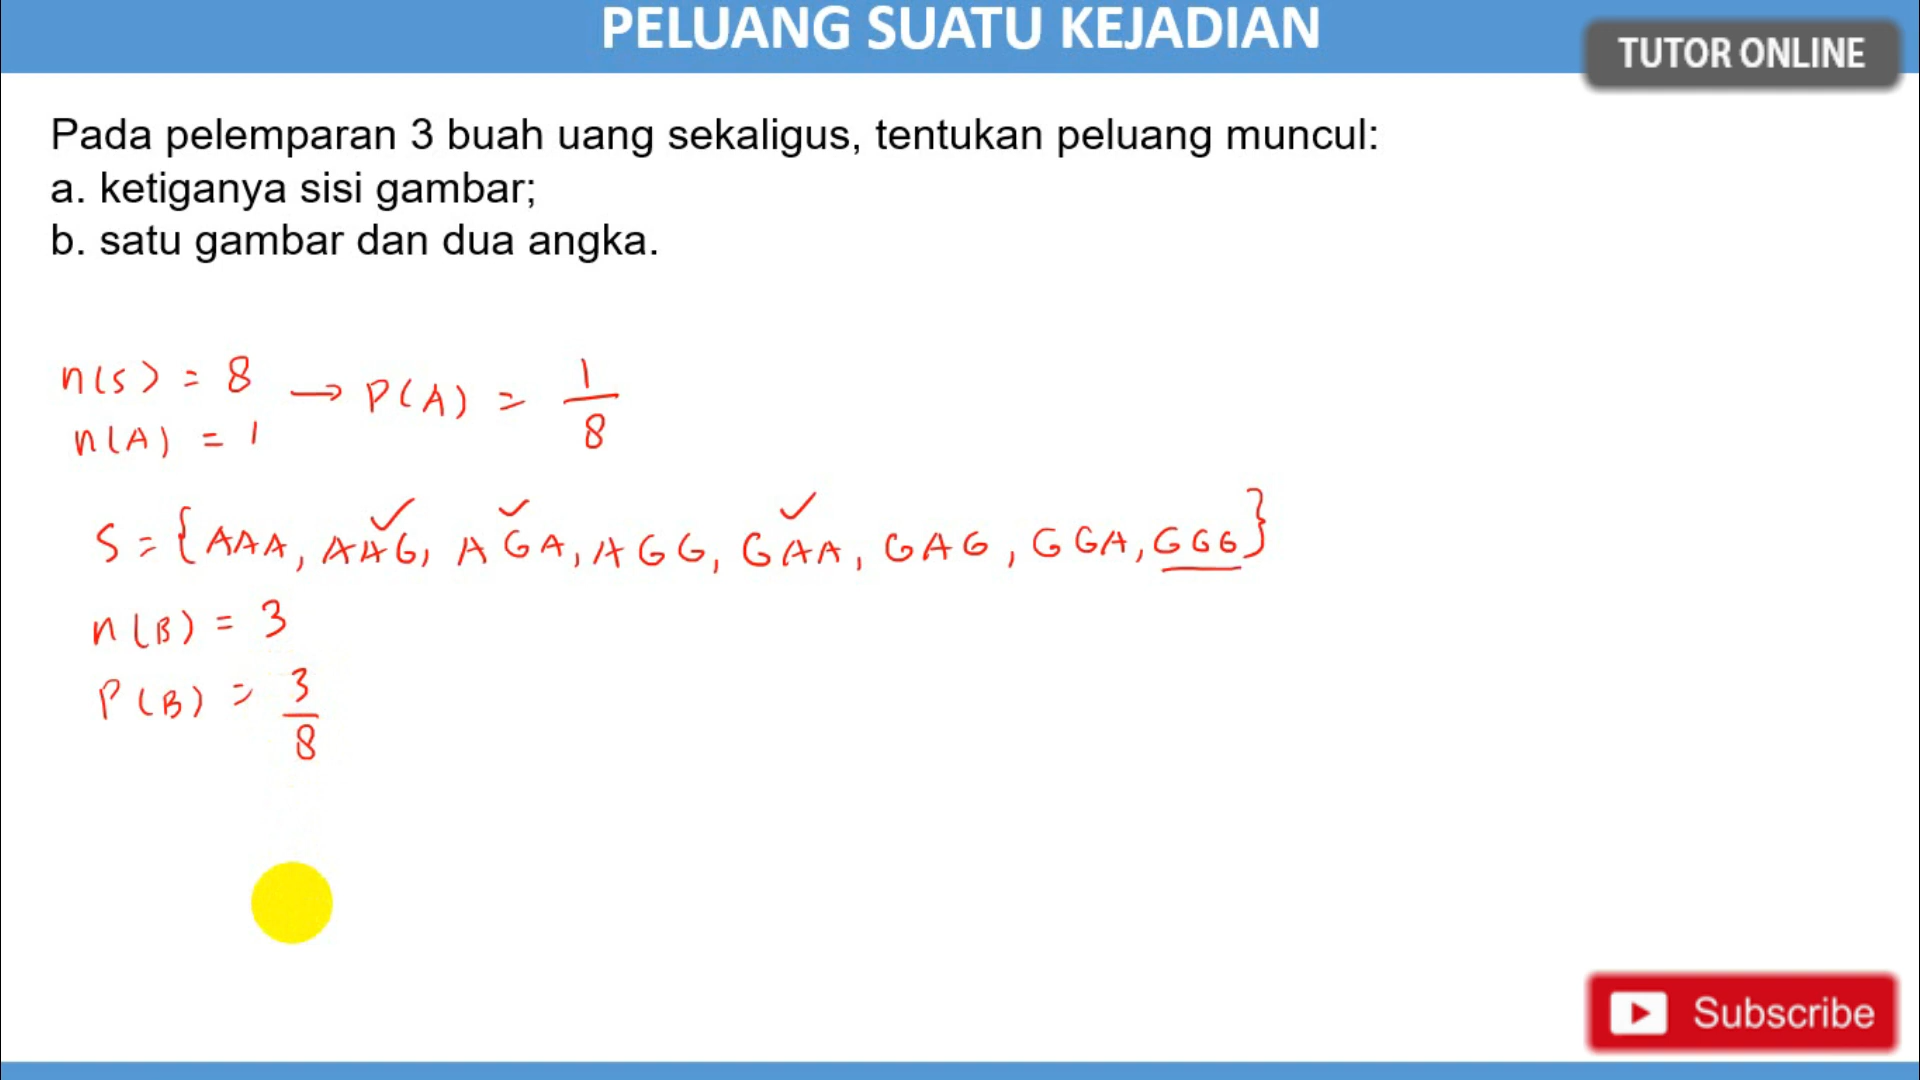 PELUANG SUATU KEJADIAN
TUTOR ONLINE
Pada pelemparan 3 buah uang sekaligus, tentukan peluang muncul:
a. ketiganya sisi gambar;
b. satu gambar dan dua angka.
n(s) = 8 → P(A) = 1/8
n(A) = 1
S = {AAA, AAG, AGA, AGG, GAA, GAG, GGA, GGG}
n(B) = 3
P(B) = 3/8
Subscribe